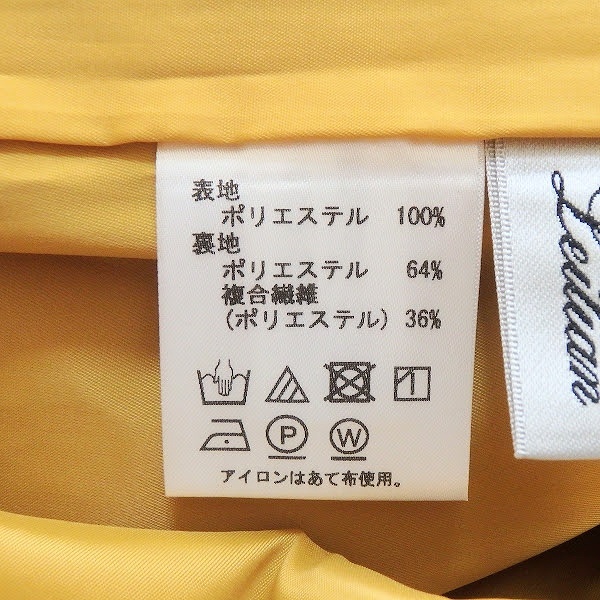 表地
ポリエステル 100%
裏地
ポリエステル 64%
複合繊維
(ポリエステル) 36%
P W
アイロンはあて布使用。
Leilian